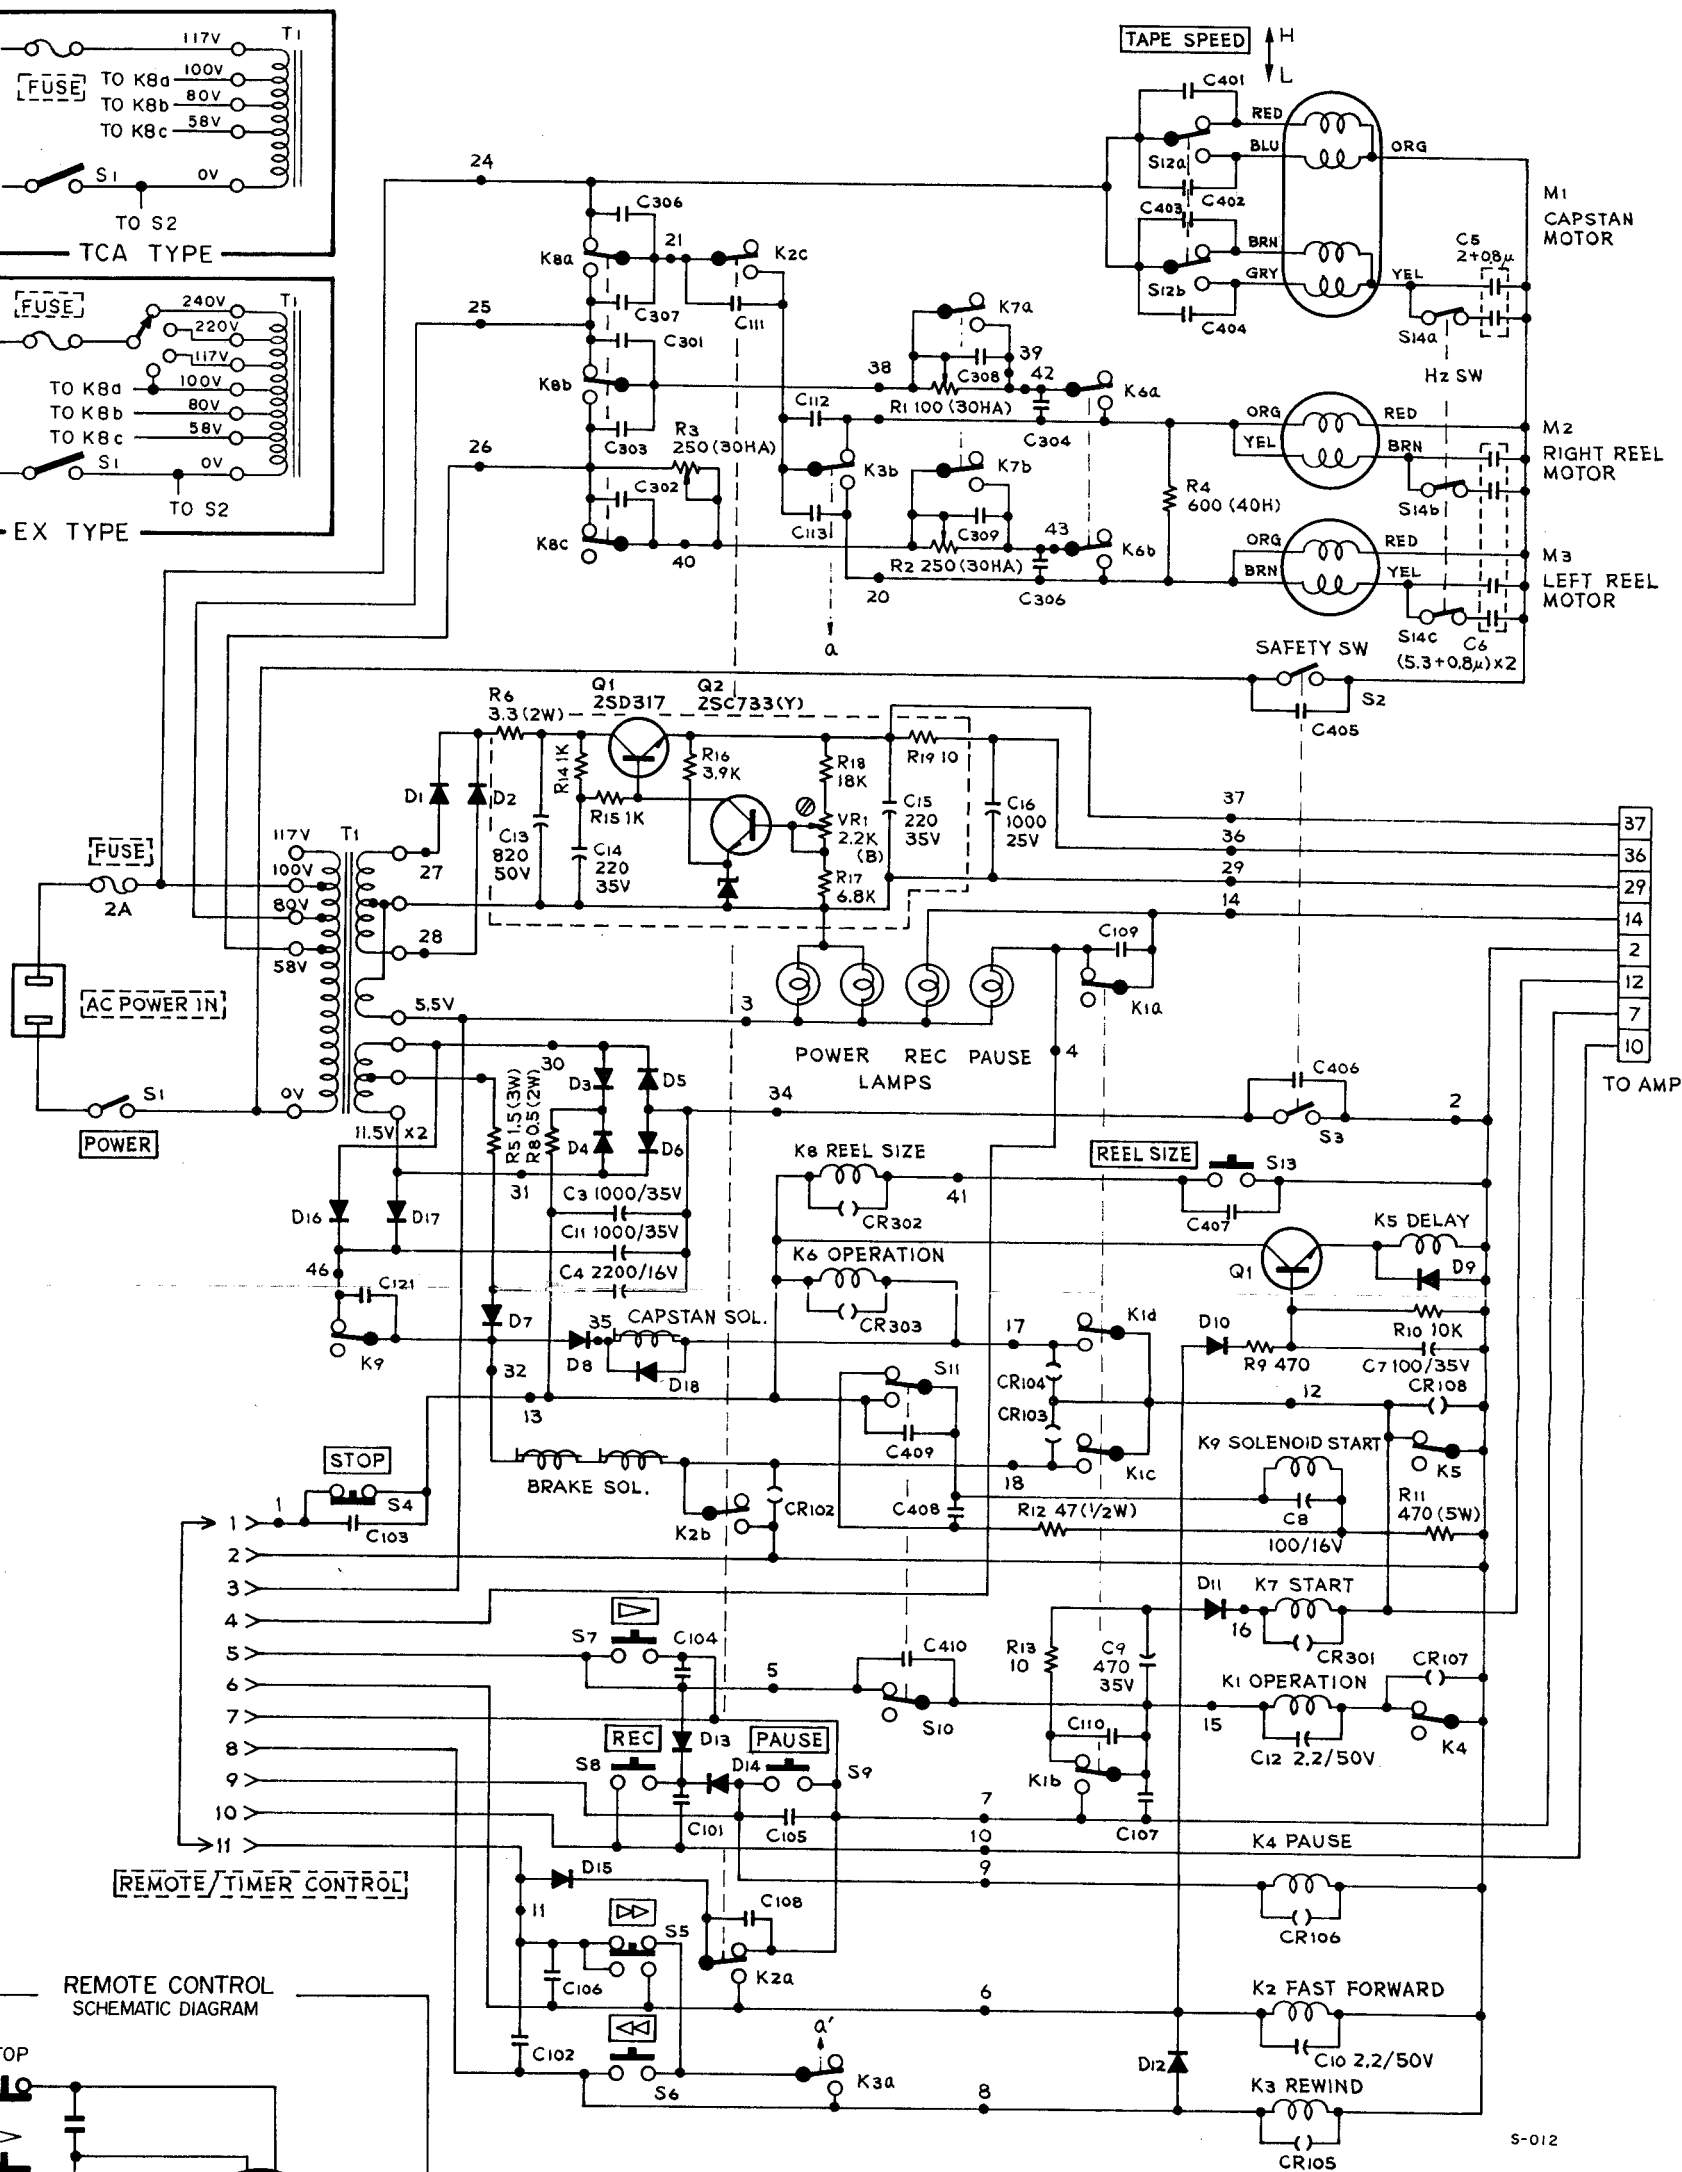 117V
T1
FUSE
TO K8a 100V
TO K8b 80V
TO K8c 58V
S1
0V
TO S2
TCA TYPE
FUSE
240V
T1
220V
117V
TO K8a 100V
TO K8b 80V
TO K8c 58V
S1
0V
TO S2
EX TYPE
TAPE SPEED
H
L
C401
RED
BLU
ORG
S12a
C402
C403
BRN
GRY
YEL
S12b
C404
M1
CAPSTAN
MOTOR
C5
2+0.8μ
S14a
Hz SW
24
C306
K8a
21
K2c
C307
C111
25
C301
K8b
C303
R3
250 (30HA)
26
C302
K8c
40
K7a
38
39
42
C308
R1 100 (30HA)
K6a
C304
C112
K3b
C113
K7b
C309
43
R2 250 (30HA)
K6b
C306
20
a
R4
600 (40H)
ORG
YEL
RED
BRN
M2
RIGHT REEL
MOTOR
S14b
ORG
BRN
RED
YEL
M3
LEFT REEL
MOTOR
S14c
C6
(5.3+0.8μ)x2
SAFETY SW
S2
C405
R6
3.3 (2W)
Q1
2SD317
Q2
2SC733(Y)
R14 1K
R15 1K
R16
3.9K
R18
18K
VR1
2.2K
(B)
R17
6.8K
R19 10
C13
820
50V
C14
220
35V
C15
220
35V
C16
1000
25V
D1
D2
27
28
FUSE
2A
117V
T1
100V
80V
58V
0V
AC POWER IN
S1
POWER
5.5V
11.5V x2
37
36
29
14
37
36
29
14
2
12
7
10
TO AMP
C109
K1a
3
POWER
REC
PAUSE
LAMPS
4
30
R5 1.5 (3W)
R8 0.5 (2W)
D3
D5
D4
D6
31
34
C406
S3
2
C3 1000/35V
C11 1000/35V
C4 2200/16V
D16
D17
46
C121
K9
D7
32
D8
35
CAPSTAN SOL.
D18
13
K8 REEL SIZE
CR302
41
REEL SIZE
S13
C407
K6 OPERATION
CR303
K5 DELAY
Q1
D9
D10
R9 470
R10 10K
C7 100/35V
17
K1d
CR104
CR103
K1c
18
S11
C409
12
CR108
K9 SOLENOID START
K5
BRAKE SOL.
K2b
CR102
C408
R12 47 (1/2W)
C8
100/16V
R11
470 (5W)
STOP
S4
C103
1
1
2
3
4
5
6
7
8
9
10
11
REMOTE/TIMER CONTROL
S7
C104
5
C410
S10
D11
K7 START
16
CR301
R13
10
C9
470
35V
CR107
K1 OPERATION
15
C12 2.2/50V
K4
C110
K1b
C107
REC
S8
D13
D14
PAUSE
S9
C101
C105
7
10
9
K4 PAUSE
CR106
D15
11
S5
C106
C108
K2a
6
K2 FAST FORWARD
C10 2.2/50V
C102
S6
a'
K3a
8
D12
K3 REWIND
CR105
REMOTE CONTROL
SCHEMATIC DIAGRAM
S-012